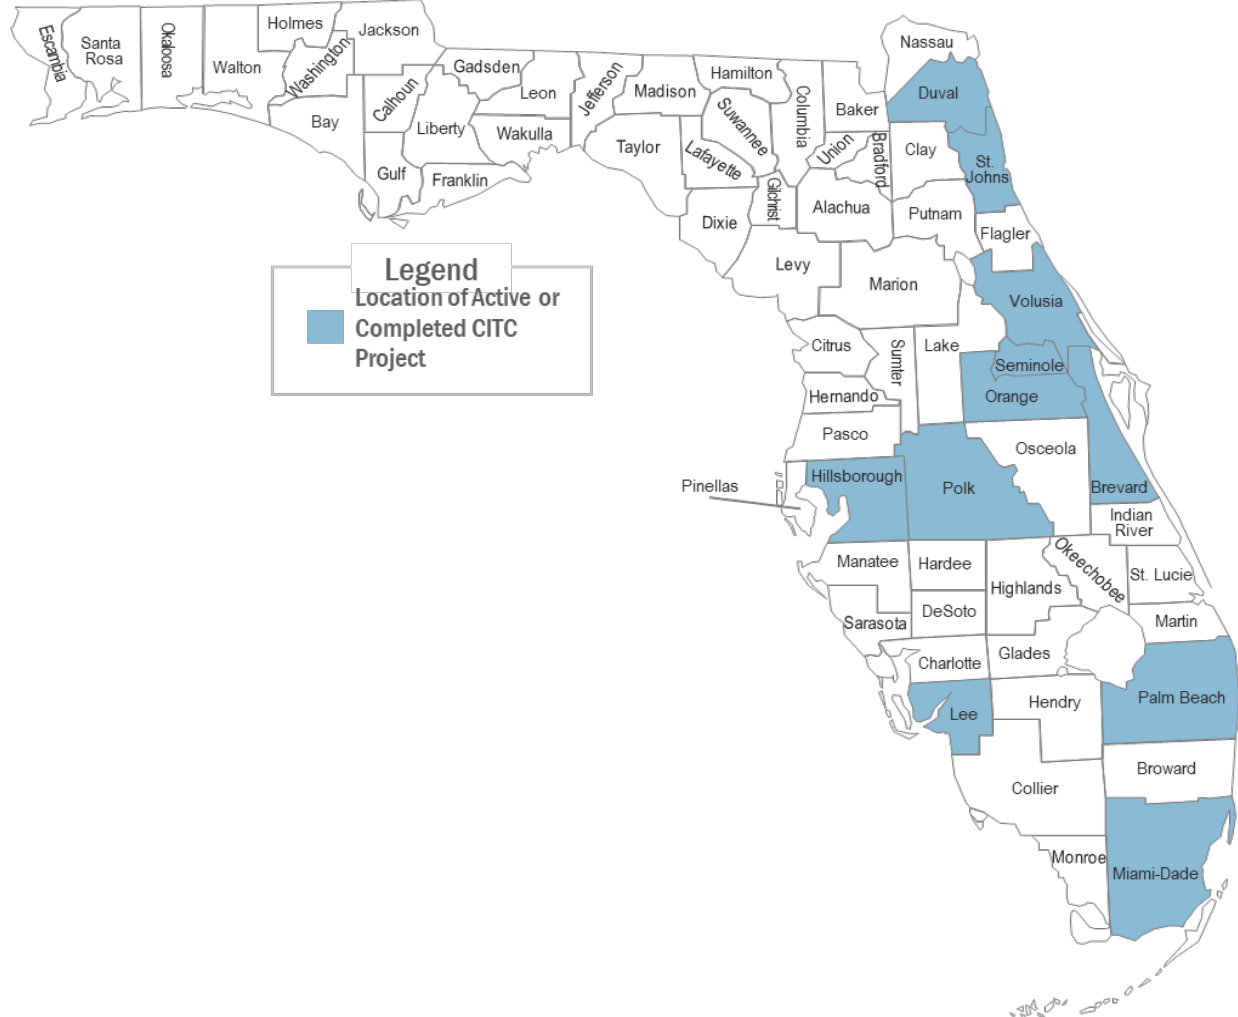 Nassau
Holmes
Jackson
Escambia
Santa
Rosa
Okaloosa
Walton
Washington
Gadsden
Hamilton
Jefferson
Madison
Leon
Calhoun
Duval
Columbia
Baker
Suwannee
Bay
Liberty
Wakulla
Taylor
Lafayette
Union
Bradford
Clay
St.
Johns
Gulf
Franklin
Gilchrist
Alachua
Putnam
Dixie
Flagler
Legend
Location of Active or
Completed CITC
Project
Levy
Marion
Volusia
Citrus
Sumter
Lake
Seminole
Hernando
Orange
Pasco
Osceola
Hillsborough
Pinellas
Polk
Brevard
Indian
River
Manatee
Hardee
Okeechobee
St. Lucie
Highlands
DeSoto
Sarasota
Martin
Charlotte
Glades
Lee
Hendry
Palm Beach
Broward
Collier
Monroe
Miami-Dade